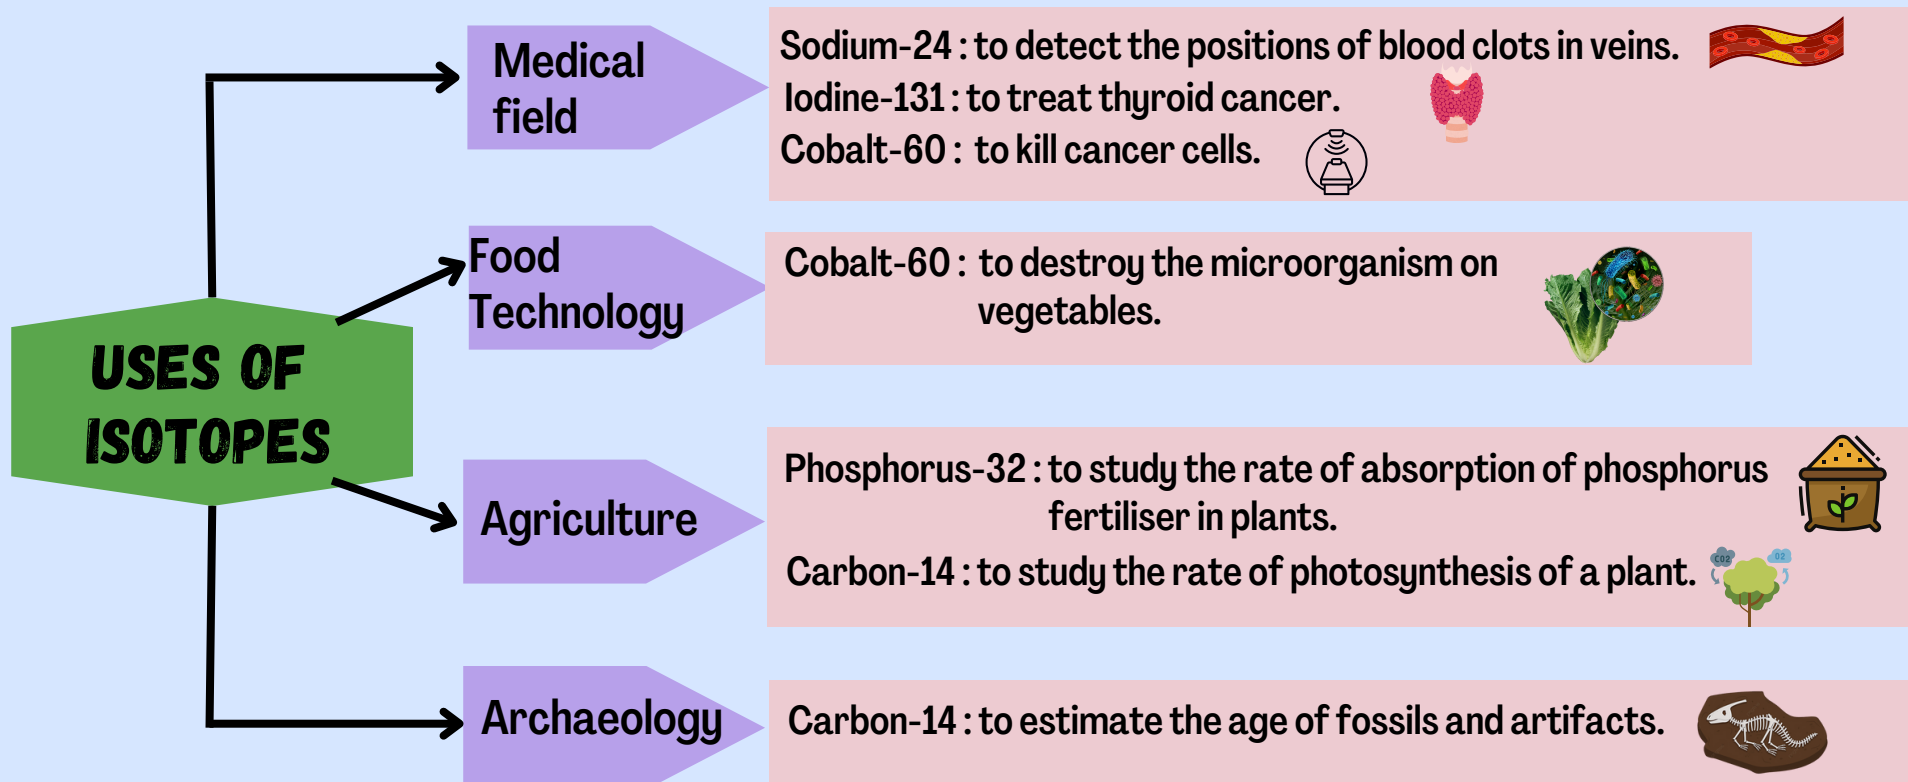 Medical
field
Sodium-24 : to detect the positions of blood clots in veins.
Iodine-131 : to treat thyroid cancer.
Cobalt-60 : to kill cancer cells.
Food
Technology
Cobalt-60 : to destroy the microorganism on
vegetables.
USES OF
ISOTOPES
Agriculture
Phosphorus-32 : to study the rate of absorption of phosphorus
fertiliser in plants.
Carbon-14 : to study the rate of photosynthesis of a plant.
CO2
O2
Archaeology
Carbon-14 : to estimate the age of fossils and artifacts.